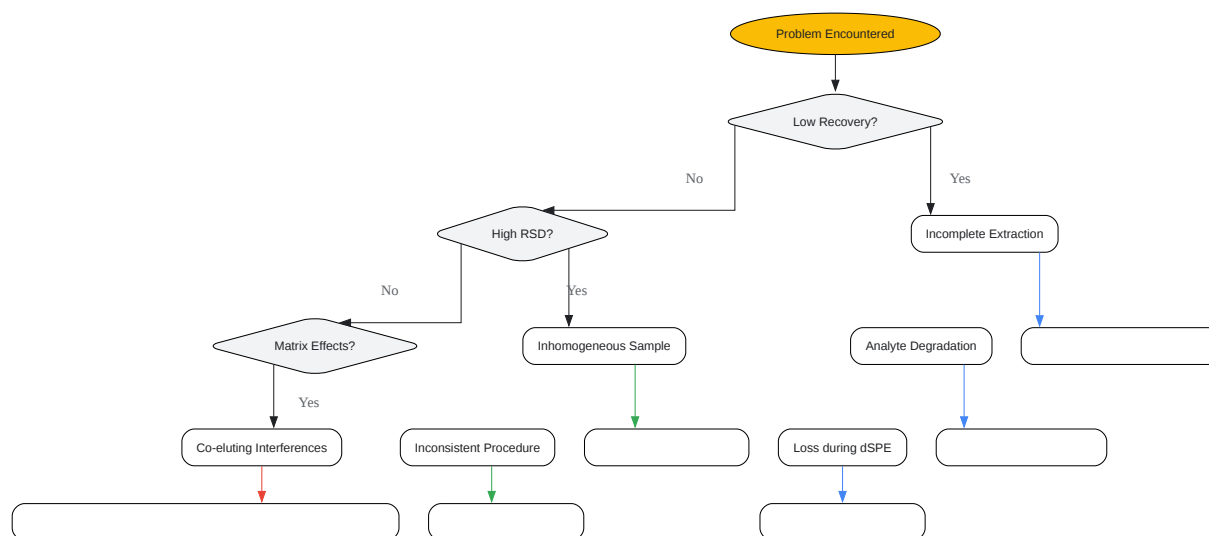 Problem Encountered
Low Recovery?
No
Yes
High RSD?
Incomplete Extraction
No
Yes
Matrix Effects?
Inhomogeneous Sample
Analyte Degradation
Yes
Co-eluting Interferences
Inconsistent Procedure
Loss during dSPE